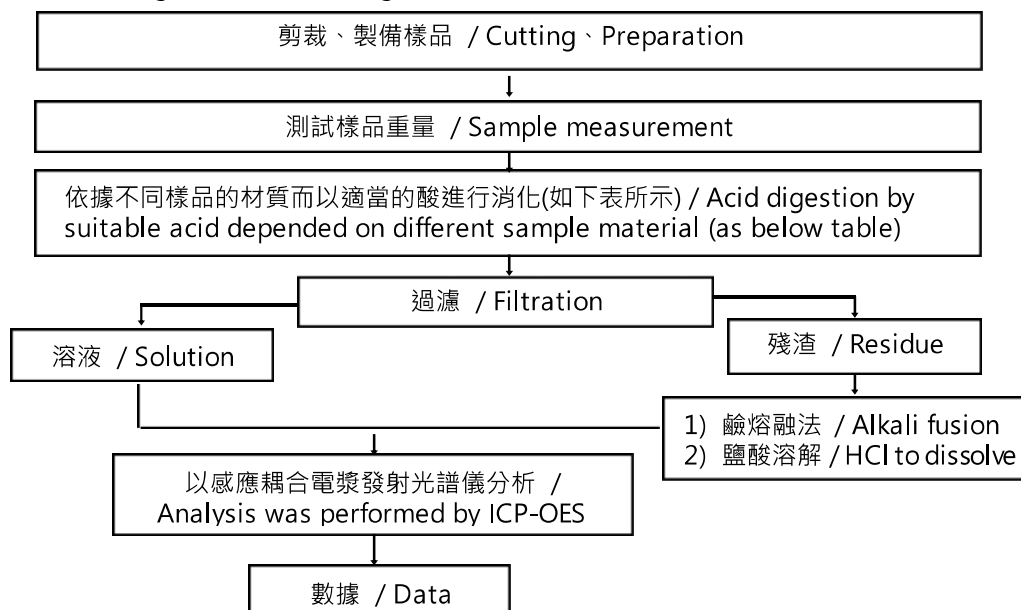 剪裁、製備樣品 / Cutting、Preparation
測試樣品重量 / Sample measurement
依據不同樣品的材質而以適當的酸進行消化(如下表所示) / Acid digestion by
suitable acid depended on different sample material (as below table)
過濾 / Filtration
溶液 / Solution
殘渣 / Residue
1) 鹼熔融法 / Alkali fusion
2) 鹽酸溶解 / HCl to dissolve
以感應耦合電漿發射光譜儀分析 /
Analysis was performed by ICP-OES
數據 / Data